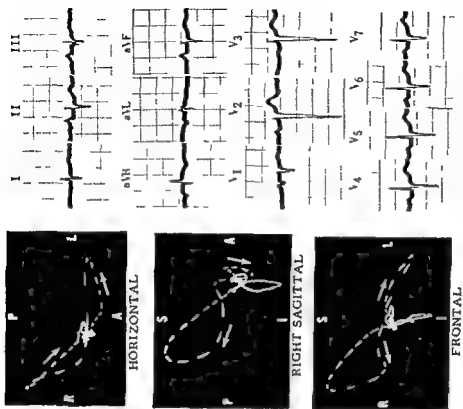 I II III
aVR aVL aVF
V1 V2 V3
V4 V5 V6 V7
P
R L
A
HORIZONTAL
S
P A
I
RIGHT SAGITTAL
S
R L
I
FRONTAL